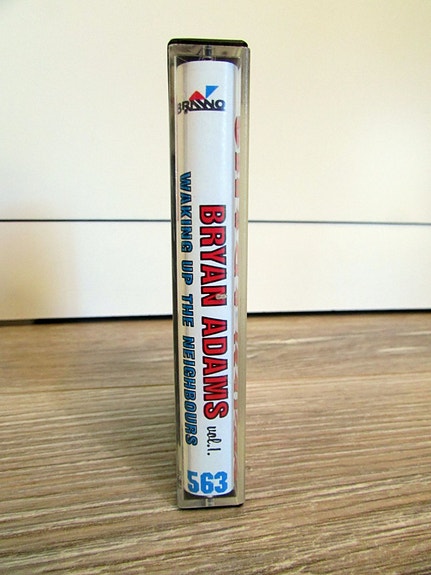 BRAVO
BRYAN ADAMS vol.1.
WAKING UP THE NEIGHBOURS
563